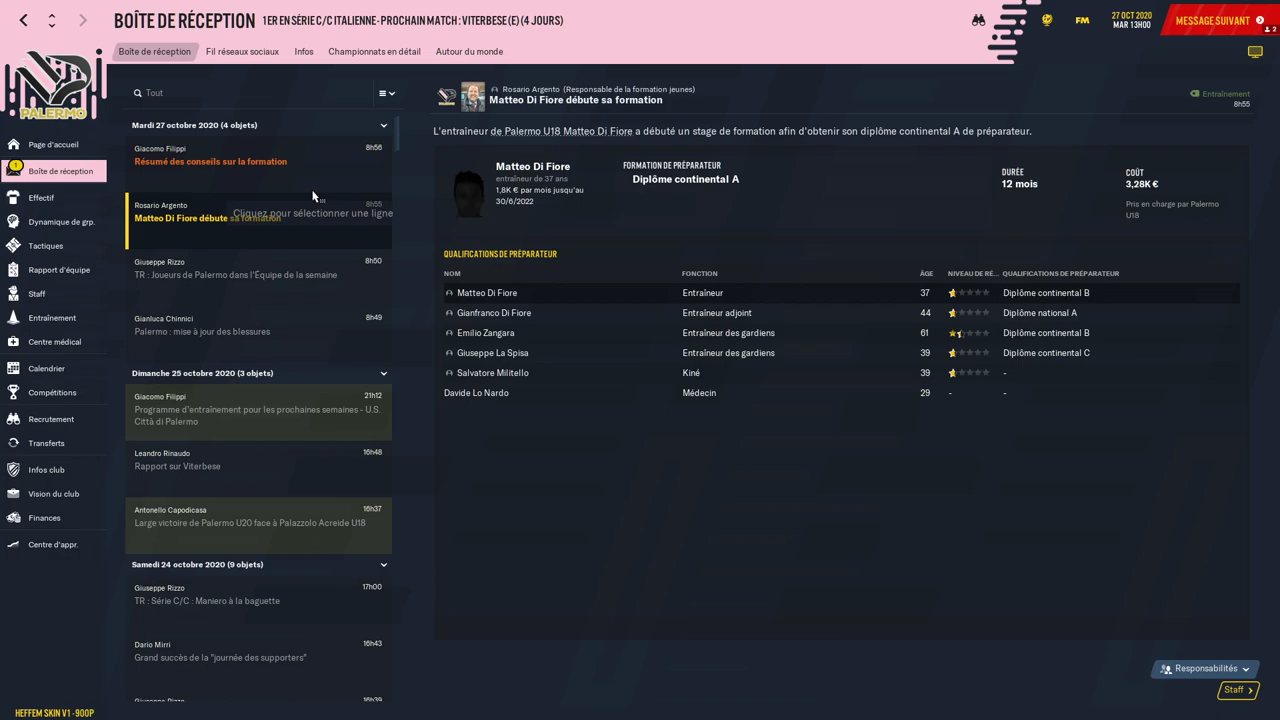 BOÎTE DE RÉCEPTION
1ER EN SÉRIE C/C ITALIENNE - PROCHAIN MATCH : VITERBESE (E) (4 JOURS)
FM
27 OCT 2020
MAR 13H00
MESSAGE SUIVANT
2
Boîte de réception
Fil réseaux sociaux
Infos
Championnats en détail
Autour du monde
PALERMO
Page d'accueil
1
Boîte de réception
Effectif
Dynamique de grp.
Tactiques
Rapport d'équipe
Staff
Entraînement
Centre médical
Calendrier
Compétitions
Recrutement
Transferts
Infos club
Vision du club
Finances
Centre d'appr.
HEFFEM SKIN V1 - 900P
Tout
Mardi 27 octobre 2020 (4 objets)
Giacomo Filippi 8h56
Résumé des conseils sur la formation
Rosario Argento 8h55
Matteo Di Fiore débute sa formation
Cliquez pour sélectionner une ligne
Giuseppe Rizzo 8h50
TR : Joueurs de Palermo dans l'Équipe de la semaine
Gianluca Chinnici 8h49
Palermo : mise à jour des blessures
Dimanche 25 octobre 2020 (3 objets)
Giacomo Filippi 21h12
Programme d'entraînement pour les prochaines semaines - U.S.
Città di Palermo
Leandro Rinaudo 16h48
Rapport sur Viterbese
Antonello Capodicasa 16h37
Large victoire de Palermo U20 face à Palazzolo Acreide U18
Samedi 24 octobre 2020 (9 objets)
Giuseppe Rizzo 17h00
TR : Série C/C : Maniero à la baguette
Dario Mirri 16h43
Grand succès de la "journée des supporters"
Giuseppe Rizzo 16h39
PALERMO
Rosario Argento (Responsable de la formation jeunes)
Matteo Di Fiore débute sa formation
Entraînement
8h55
L'entraîneur de Palermo U18 Matteo Di Fiore a débuté un stage de formation afin d'obtenir son diplôme continental A de préparateur.
Matteo Di Fiore
entraîneur de 37 ans
1,8K € par mois jusqu'au
30/6/2022
FORMATION DE PRÉPARATEUR
Diplôme continental A
DURÉE
12 mois
COÛT
3,28K €
Pris en charge par Palermo
U18
QUALIFICATIONS DE PRÉPARATEUR
NOM FONCTION ÂGE NIVEAU DE RÉ... QUALIFICATIONS DE PRÉPARATEUR
Matteo Di Fiore Entraîneur 37 Diplôme continental B
Gianfranco Di Fiore Entraîneur adjoint 44 Diplôme national A
Emilio Zangara Entraîneur des gardiens 61 Diplôme continental B
Giuseppe La Spisa Entraîneur des gardiens 39 Diplôme continental C
Salvatore Militello Kiné 39 -
Davide Lo Nardo Médecin 29 - -
Responsabilités
Staff